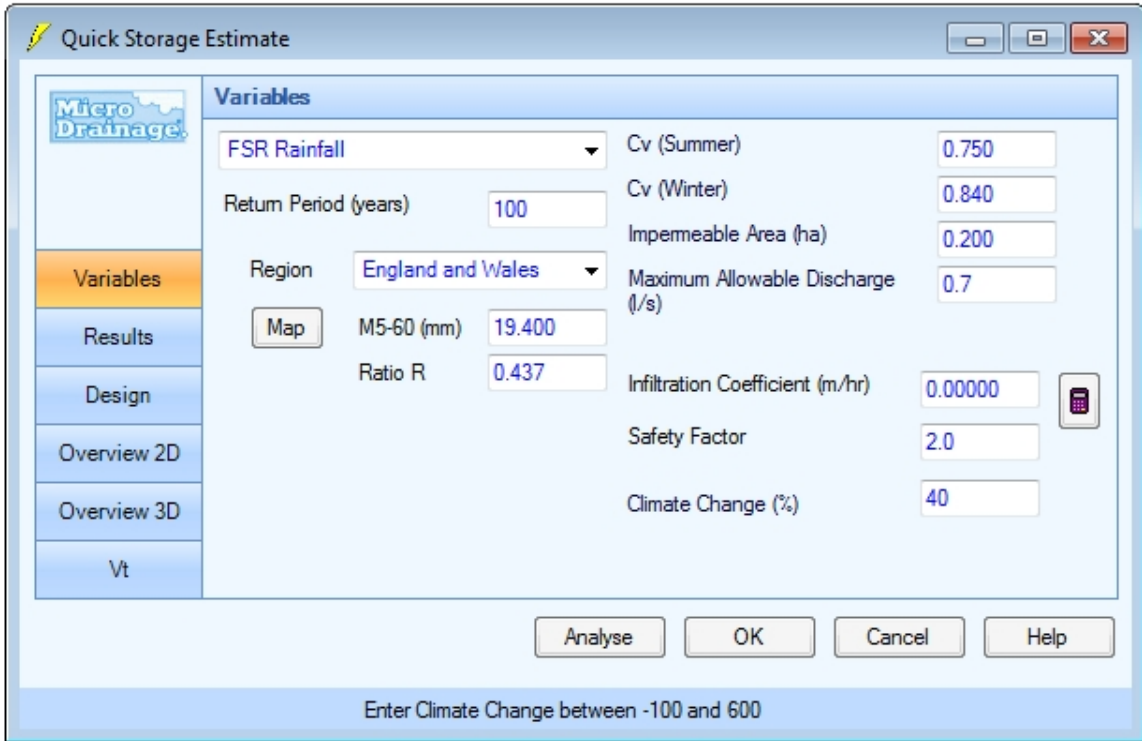 Quick Storage Estimate
Micro
Drainage.
Variables
Results
Design
Overview 2D
Overview 3D
Vt
Variables
FSR Rainfall
Return Period (years) 100
Region England and Wales
Map M5-60 (mm) 19.400
Ratio R 0.437
Cv (Summer) 0.750
Cv (Winter) 0.840
Impermeable Area (ha) 0.200
Maximum Allowable Discharge 0.7
(l/s)
Infiltration Coefficient (m/hr) 0.00000
Safety Factor 2.0
Climate Change (%) 40
Analyse OK Cancel Help
Enter Climate Change between -100 and 600